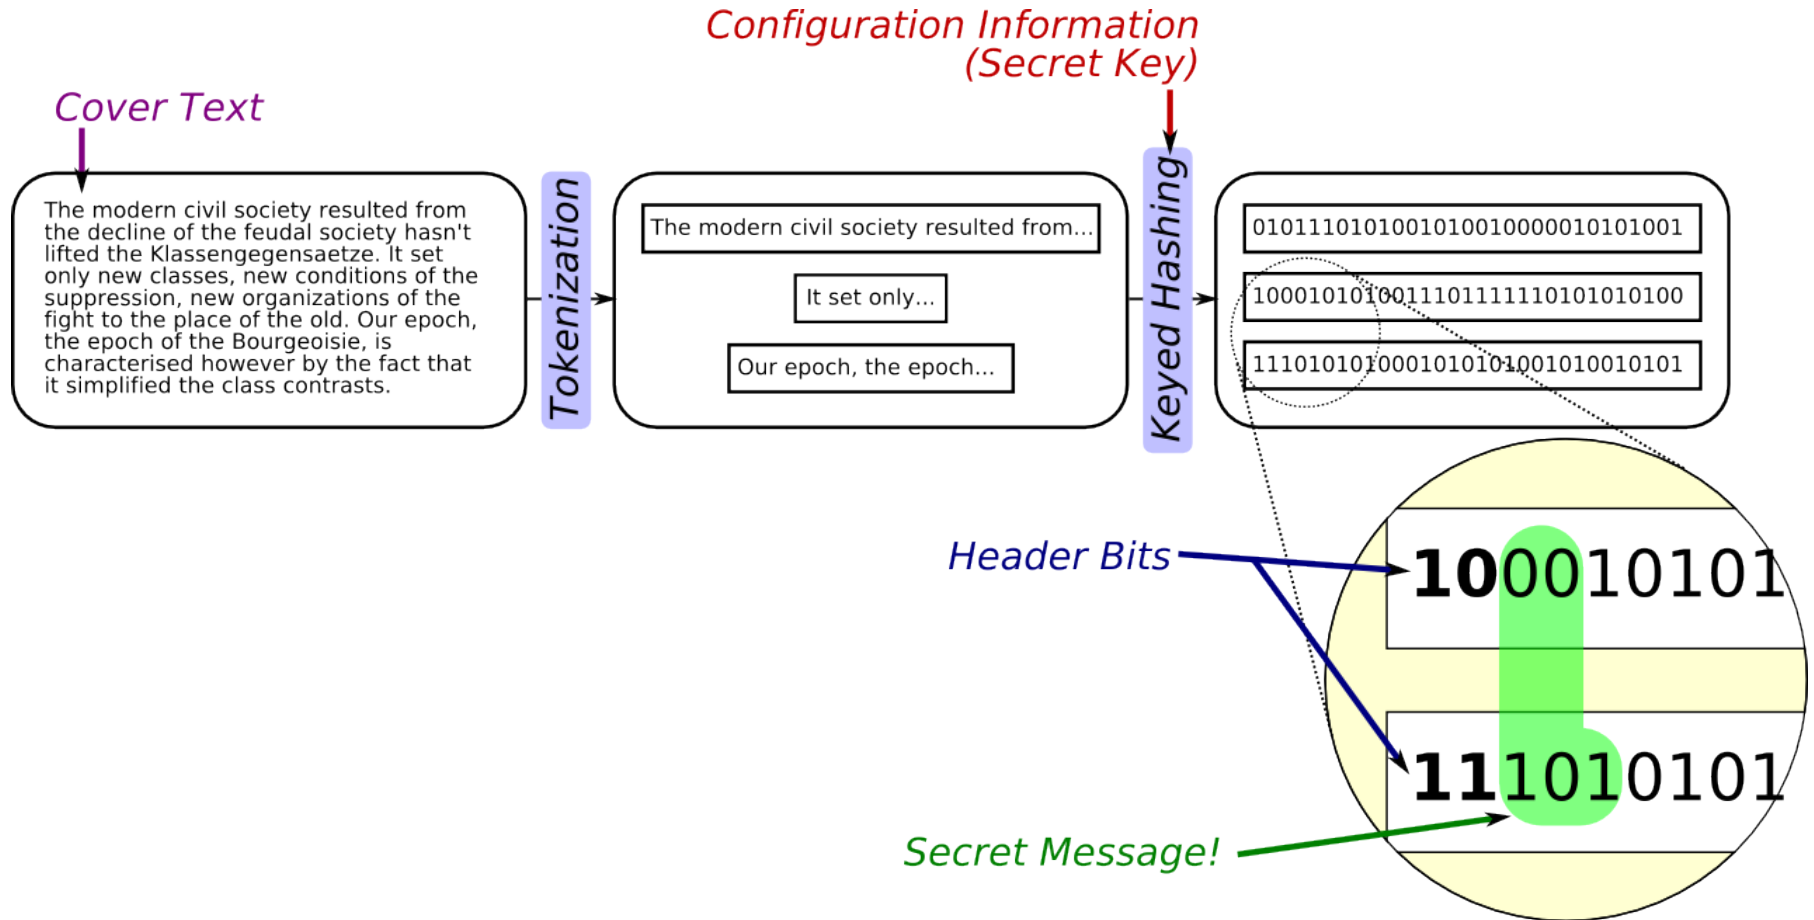 Configuration Information
(Secret Key)
Cover Text
The modern civil society resulted from
the decline of the feudal society hasn't
lifted the Klassengegensaetze. It set
only new classes, new conditions of the
suppression, new organizations of the
fight to the place of the old. Our epoch,
the epoch of the Bourgeoisie, is
characterised however by the fact that
it simplified the class contrasts.
Tokenization
The modern civil society resulted from...
It set only...
Our epoch, the epoch...
Keyed Hashing
0101110101001010010000010101001
1000101010011101111110101010100
1110101010001010101001010010101
Header Bits
100010101
111010101
Secret Message!